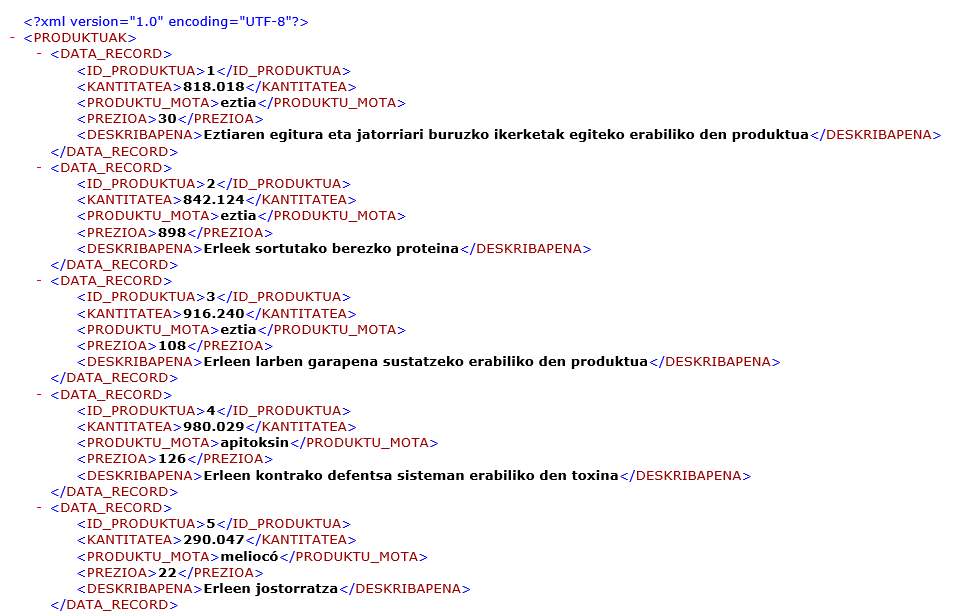 <?xml version="1.0" encoding="UTF-8"?>
- <PRODUKTUAK>
- <DATA_RECORD>
<ID_PRODUKTUA>1</ID_PRODUKTUA>
<KANTITATEA>818.018</KANTITATEA>
<PRODUKTU_MOTA>eztia</PRODUKTU_MOTA>
<PREZIOA>30</PREZIOA>
<DESKRIBAPENA>Eztiaren egitura eta jatorriari buruzko ikerketak egiteko erabiliko den produktua</DESKRIBAPENA>
</DATA_RECORD>
- <DATA_RECORD>
<ID_PRODUKTUA>2</ID_PRODUKTUA>
<KANTITATEA>842.124</KANTITATEA>
<PRODUKTU_MOTA>eztia</PRODUKTU_MOTA>
<PREZIOA>898</PREZIOA>
<DESKRIBAPENA>Erleek sortutako berezko proteina</DESKRIBAPENA>
</DATA_RECORD>
- <DATA_RECORD>
<ID_PRODUKTUA>3</ID_PRODUKTUA>
<KANTITATEA>916.240</KANTITATEA>
<PRODUKTU_MOTA>eztia</PRODUKTU_MOTA>
<PREZIOA>108</PREZIOA>
<DESKRIBAPENA>Erleen larben garapena sustatzeko erabiliko den produktua</DESKRIBAPENA>
</DATA_RECORD>
- <DATA_RECORD>
<ID_PRODUKTUA>4</ID_PRODUKTUA>
<KANTITATEA>980.029</KANTITATEA>
<PRODUKTU_MOTA>apitoksin</PRODUKTU_MOTA>
<PREZIOA>126</PREZIOA>
<DESKRIBAPENA>Erleen kontrako defentsa sisteman erabiliko den toxina</DESKRIBAPENA>
</DATA_RECORD>
- <DATA_RECORD>
<ID_PRODUKTUA>5</ID_PRODUKTUA>
<KANTITATEA>290.047</KANTITATEA>
<PRODUKTU_MOTA>meliocó</PRODUKTU_MOTA>
<PREZIOA>22</PREZIOA>
<DESKRIBAPENA>Erleen jostorratza</DESKRIBAPENA>
</DATA_RECORD>